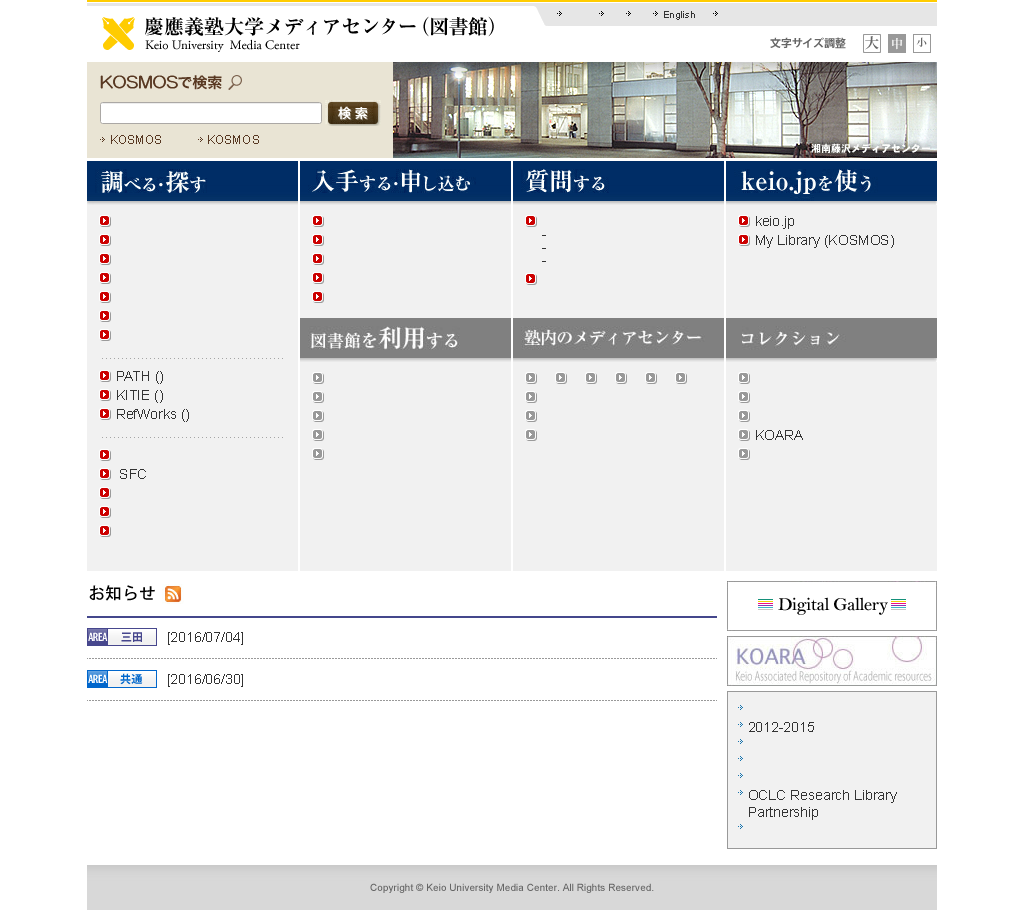 慶應義塾大学メディアセンター（図書館）
Keio University Media Center
English
文字サイズ調整 大 中 小
KOSMOSで検索
検索
KOSMOS KOSMOS
湘南藤沢メディアセンター
調べる・探す
入手する・申し込む
質問する
keio.jpを使う
keio.jp
My Library (KOSMOS)
図書館を利用する
塾内のメディアセンター
コレクション
PATH ()
KITIE ()
RefWorks ()
KOARA
SFC
お知らせ
AREA 三田 [2016/07/04]
AREA 共通 [2016/06/30]
Digital Gallery
KOARA
Keio Associated Repository of Academic resources
2012-2015
OCLC Research Library
Partnership
Copyright © Keio University Media Center. All Rights Reserved.